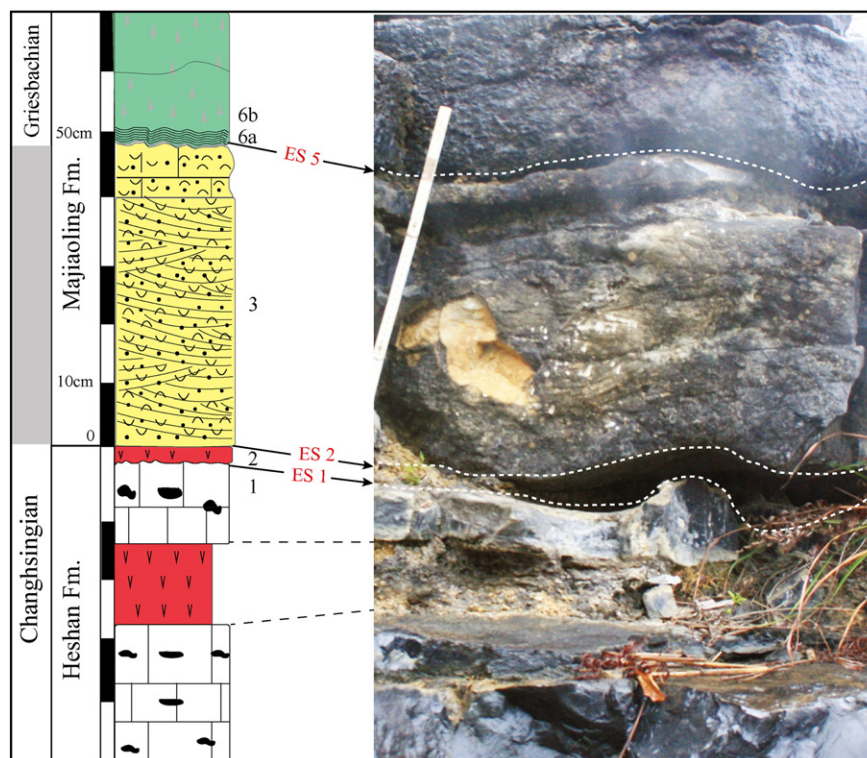 Griesbachian
Changhsingian
Majiaoling Fm.
Heshan Fm.
50cm
10cm
0
6b
6a
3
2
1
ES 5
ES 2
ES 1